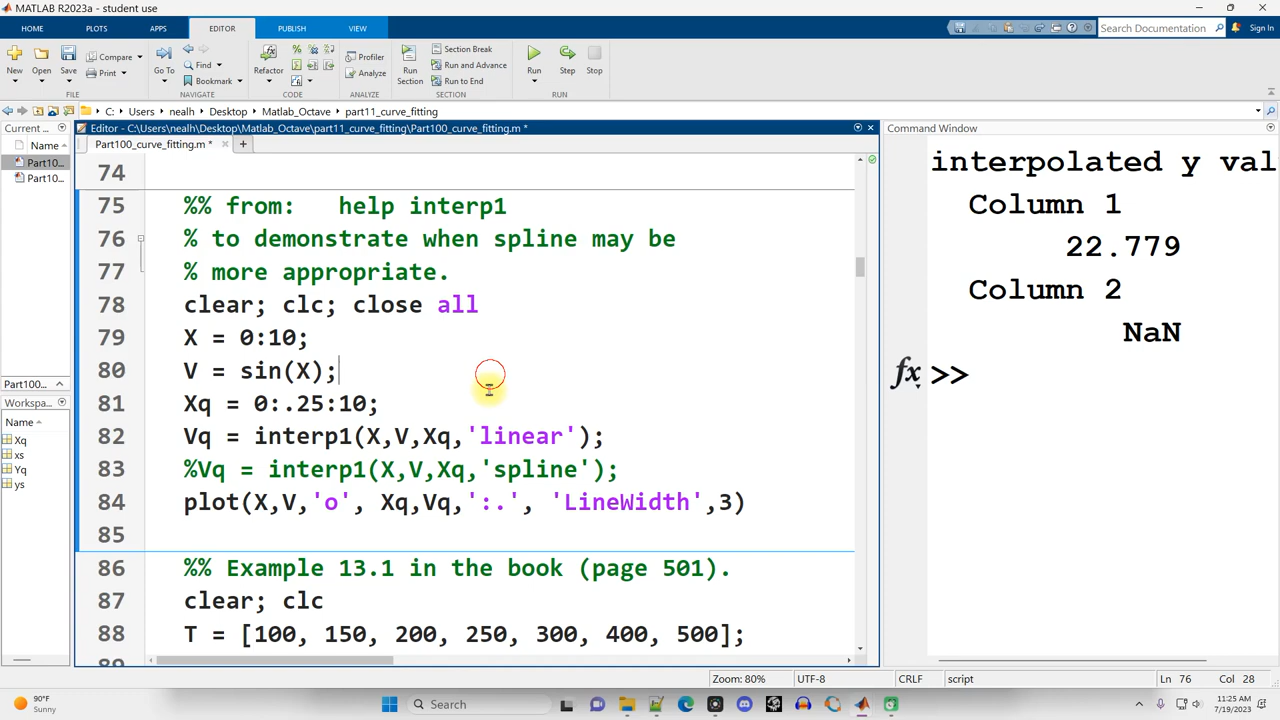 MATLAB R2023a - student use
HOME PLOTS APPS EDITOR PUBLISH VIEW
Search Documentation Sign In
New Open Save Compare Print Go To Find Bookmark Refactor Profiler Analyze Run Section Section Break Run and Advance Run to End Run Step Stop
FILE NAVIGATE CODE ANALYZE SECTION RUN
C: Users nealh Desktop Matlab_Octave part11_curve_fitting
Current ...
Name
Part10...
Part10...
Part100...
Workspa...
Name
Xq
xs
Yq
ys
Editor - C:\Users\nealh\Desktop\Matlab_Octave\part11_curve_fitting\Part100_curve_fitting.m *
Part100_curve_fitting.m * +
74
75 %% from: help interp1
76 % to demonstrate when spline may be
77 % more appropriate.
78 clear; clc; close all
79 X = 0:10;
80 V = sin(X);
81 Xq = 0:.25:10;
82 Vq = interp1(X,V,Xq,'linear');
83 %Vq = interp1(X,V,Xq,'spline');
84 plot(X,V,'o', Xq,Vq,':.', 'LineWidth',3)
85
86 %% Example 13.1 in the book (page 501).
87 clear; clc
88 T = [100, 150, 200, 250, 300, 400, 500];
89
Command Window
interpolated y val
Column 1
22.779
Column 2
NaN
fx >>
Zoom: 80% UTF-8 CRLF script Ln 76 Col 28
90°F
Sunny
Search
11:25 AM
7/19/2023